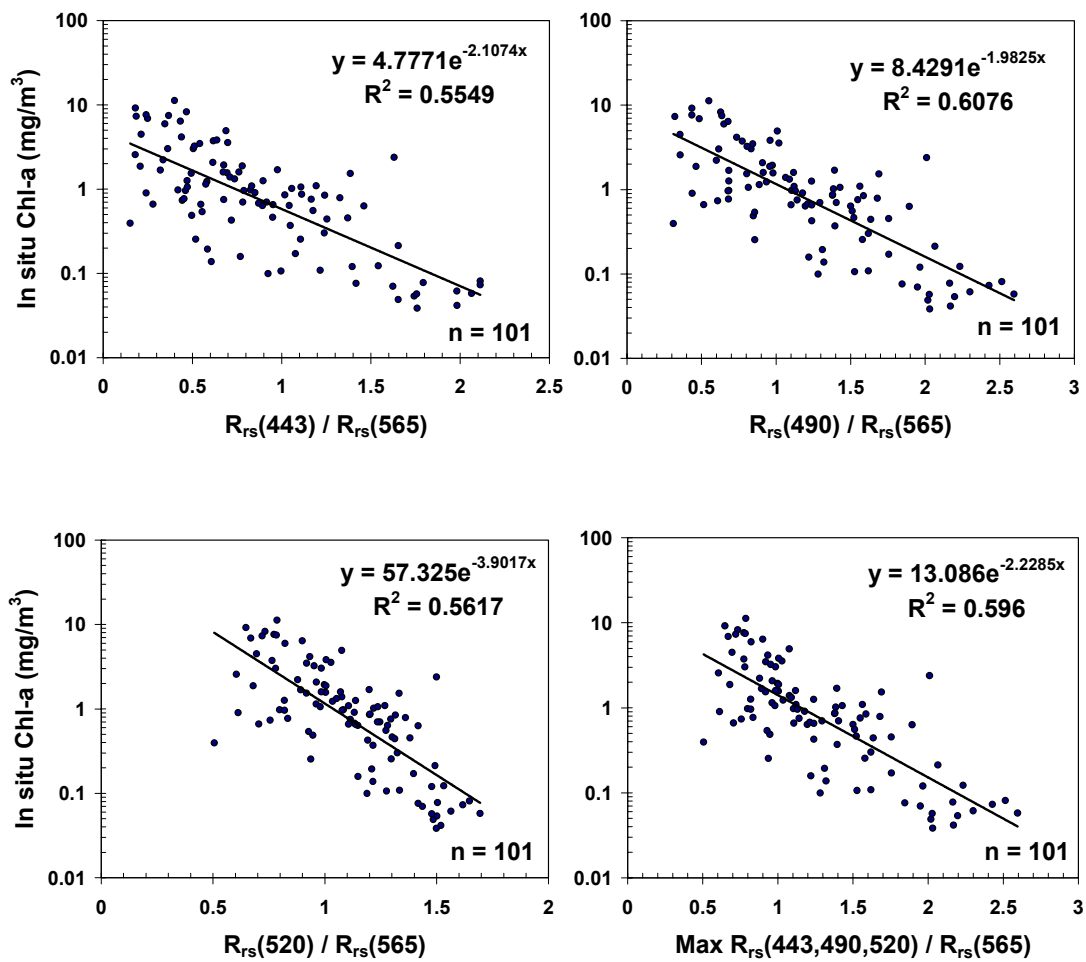 100
10
1
0.1
0.01
0
0.5
1
1.5
2
2.5
In situ Chl-a (mg/m³)
R_rs(443) / R_rs(565)
y = 4.7771e^-2.1074x
R² = 0.5549
n = 101
100
10
1
0.1
0.01
0
0.5
1
1.5
2
2.5
3
R_rs(490) / R_rs(565)
y = 8.4291e^-1.9825x
R² = 0.6076
n = 101
100
10
1
0.1
0.01
0
0.5
1
1.5
2
In situ Chl-a (mg/m³)
R_rs(520) / R_rs(565)
y = 57.325e^-3.9017x
R² = 0.5617
n = 101
100
10
1
0.1
0.01
0
0.5
1
1.5
2
2.5
3
Max R_rs(443,490,520) / R_rs(565)
y = 13.086e^-2.2285x
R² = 0.596
n = 101